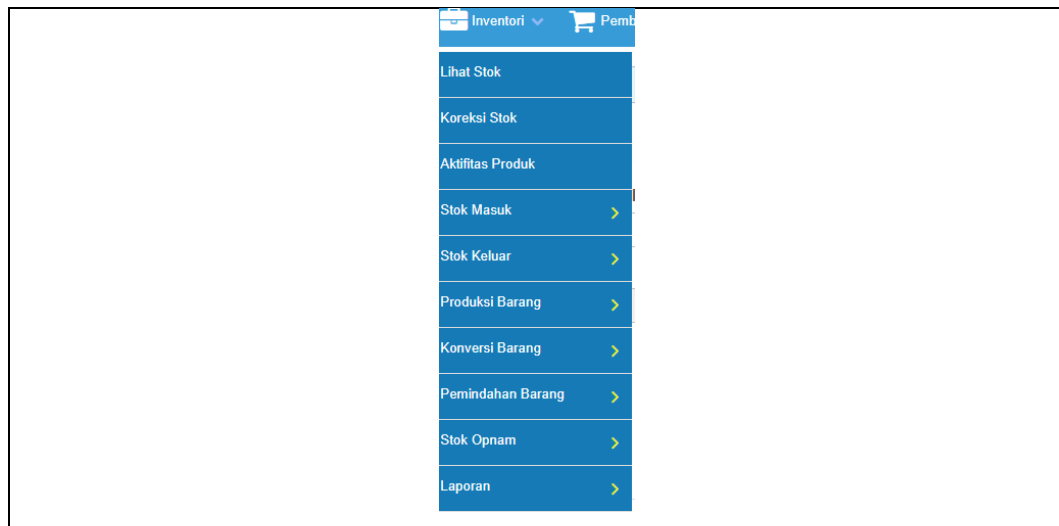 Inventori Pemb
Lihat Stok
Koreksi Stok
Aktifitas Produk
Stok Masuk
Stok Keluar
Produksi Barang
Konversi Barang
Pemindahan Barang
Stok Opnam
Laporan